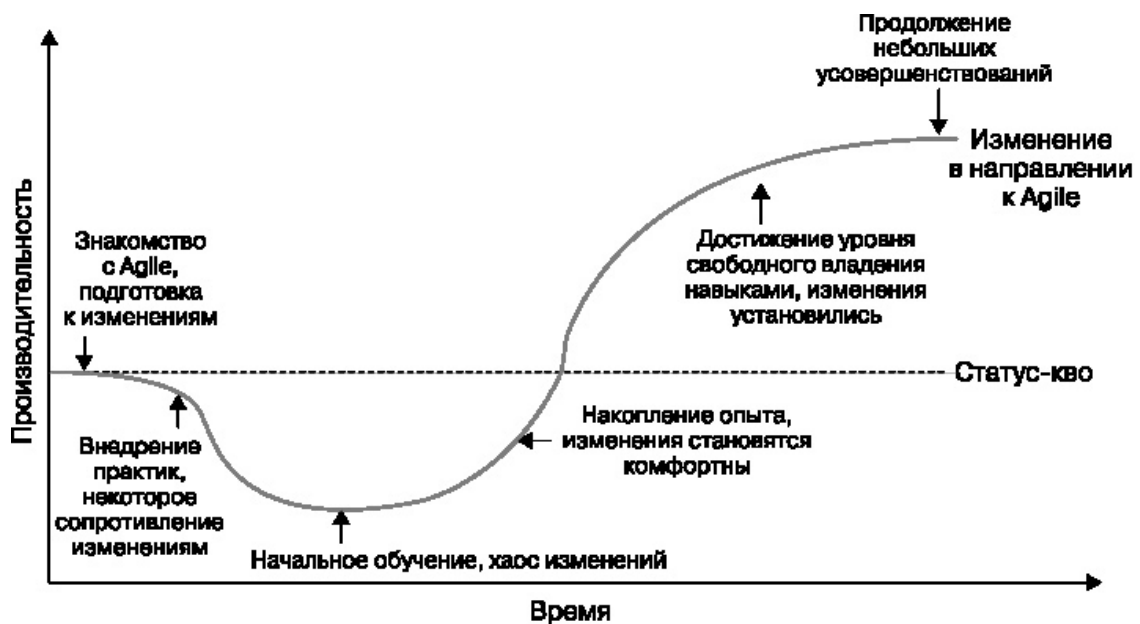 Продолжение
небольших
усовершенствований
Изменение
в направлении
к Agile
Производительность
Знакомство
с Agile,
подготовка
к изменениям
Достижение уровня
свободного владения
навыками, изменения
установились
Статус-кво
Внедрение
практик,
некоторое
сопротивление
изменениям
Накопление опыта,
изменения становятся
комфортны
Начальное обучение, хаос изменений
Время